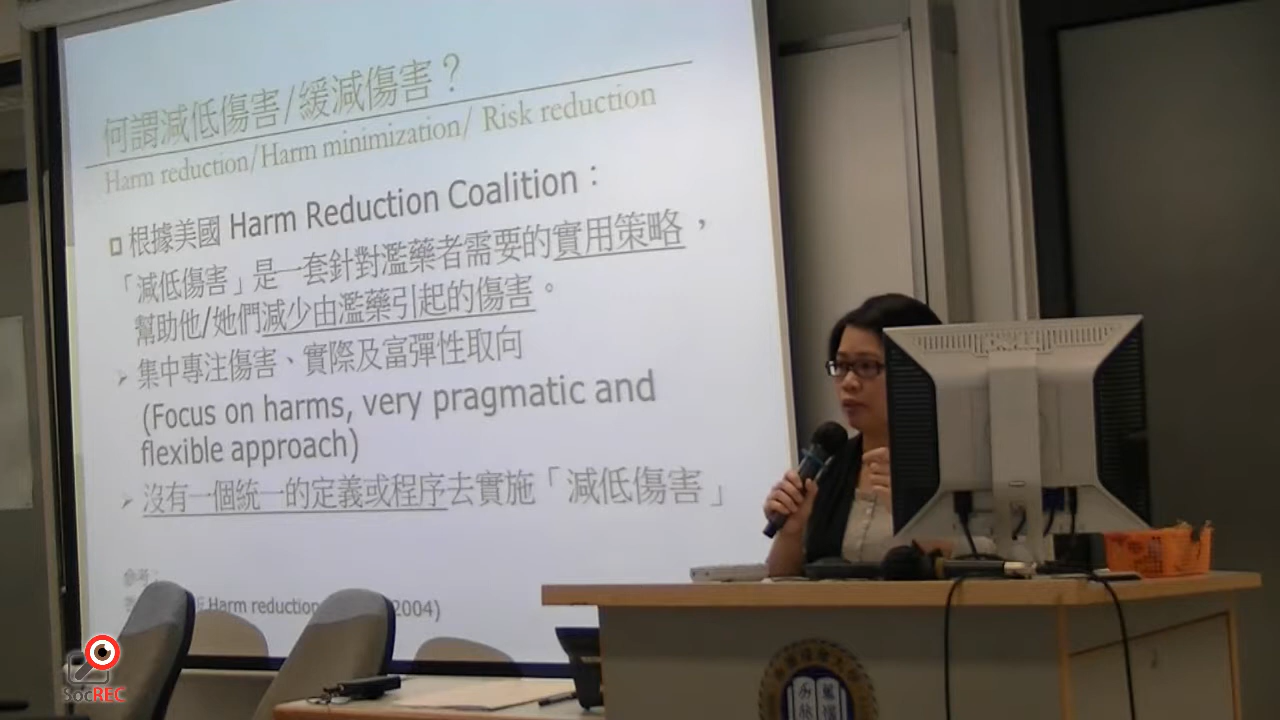 何謂減低傷害/緩減傷害？
Harm reduction/Harm minimization/ Risk reduction
根據美國 Harm Reduction Coalition：
「減低傷害」是一套針對濫藥者需要的實用策略，
幫助他/她們減少由濫藥引起的傷害。
集中專注傷害、實際及富彈性取向
(Focus on harms, very pragmatic and
flexible approach)
沒有一個統一的定義或程序去實施「減低傷害」
Harm reduction
2004)
SocREC